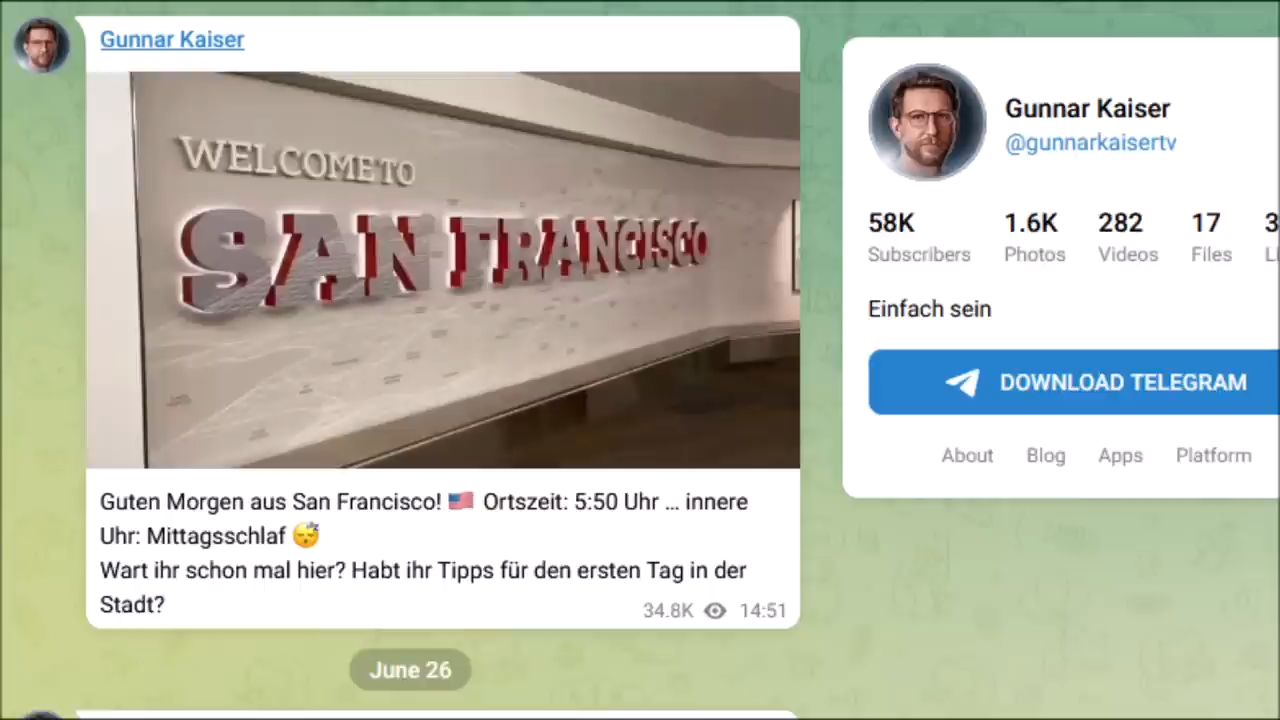 Gunnar Kaiser
WELCOME TO
SAN FRANCISCO
Guten Morgen aus San Francisco! 🇺🇸 Ortszeit: 5:50 Uhr ... innere
Uhr: Mittagsschlaf 😴
Wart ihr schon mal hier? Habt ihr Tipps für den ersten Tag in der
Stadt?
34.8K 14:51
June 26
Gunnar Kaiser
@gunnarkaisertv
58K 1.6K 282 17 3
Subscribers Photos Videos Files Li
Einfach sein
DOWNLOAD TELEGRAM
About Blog Apps Platform